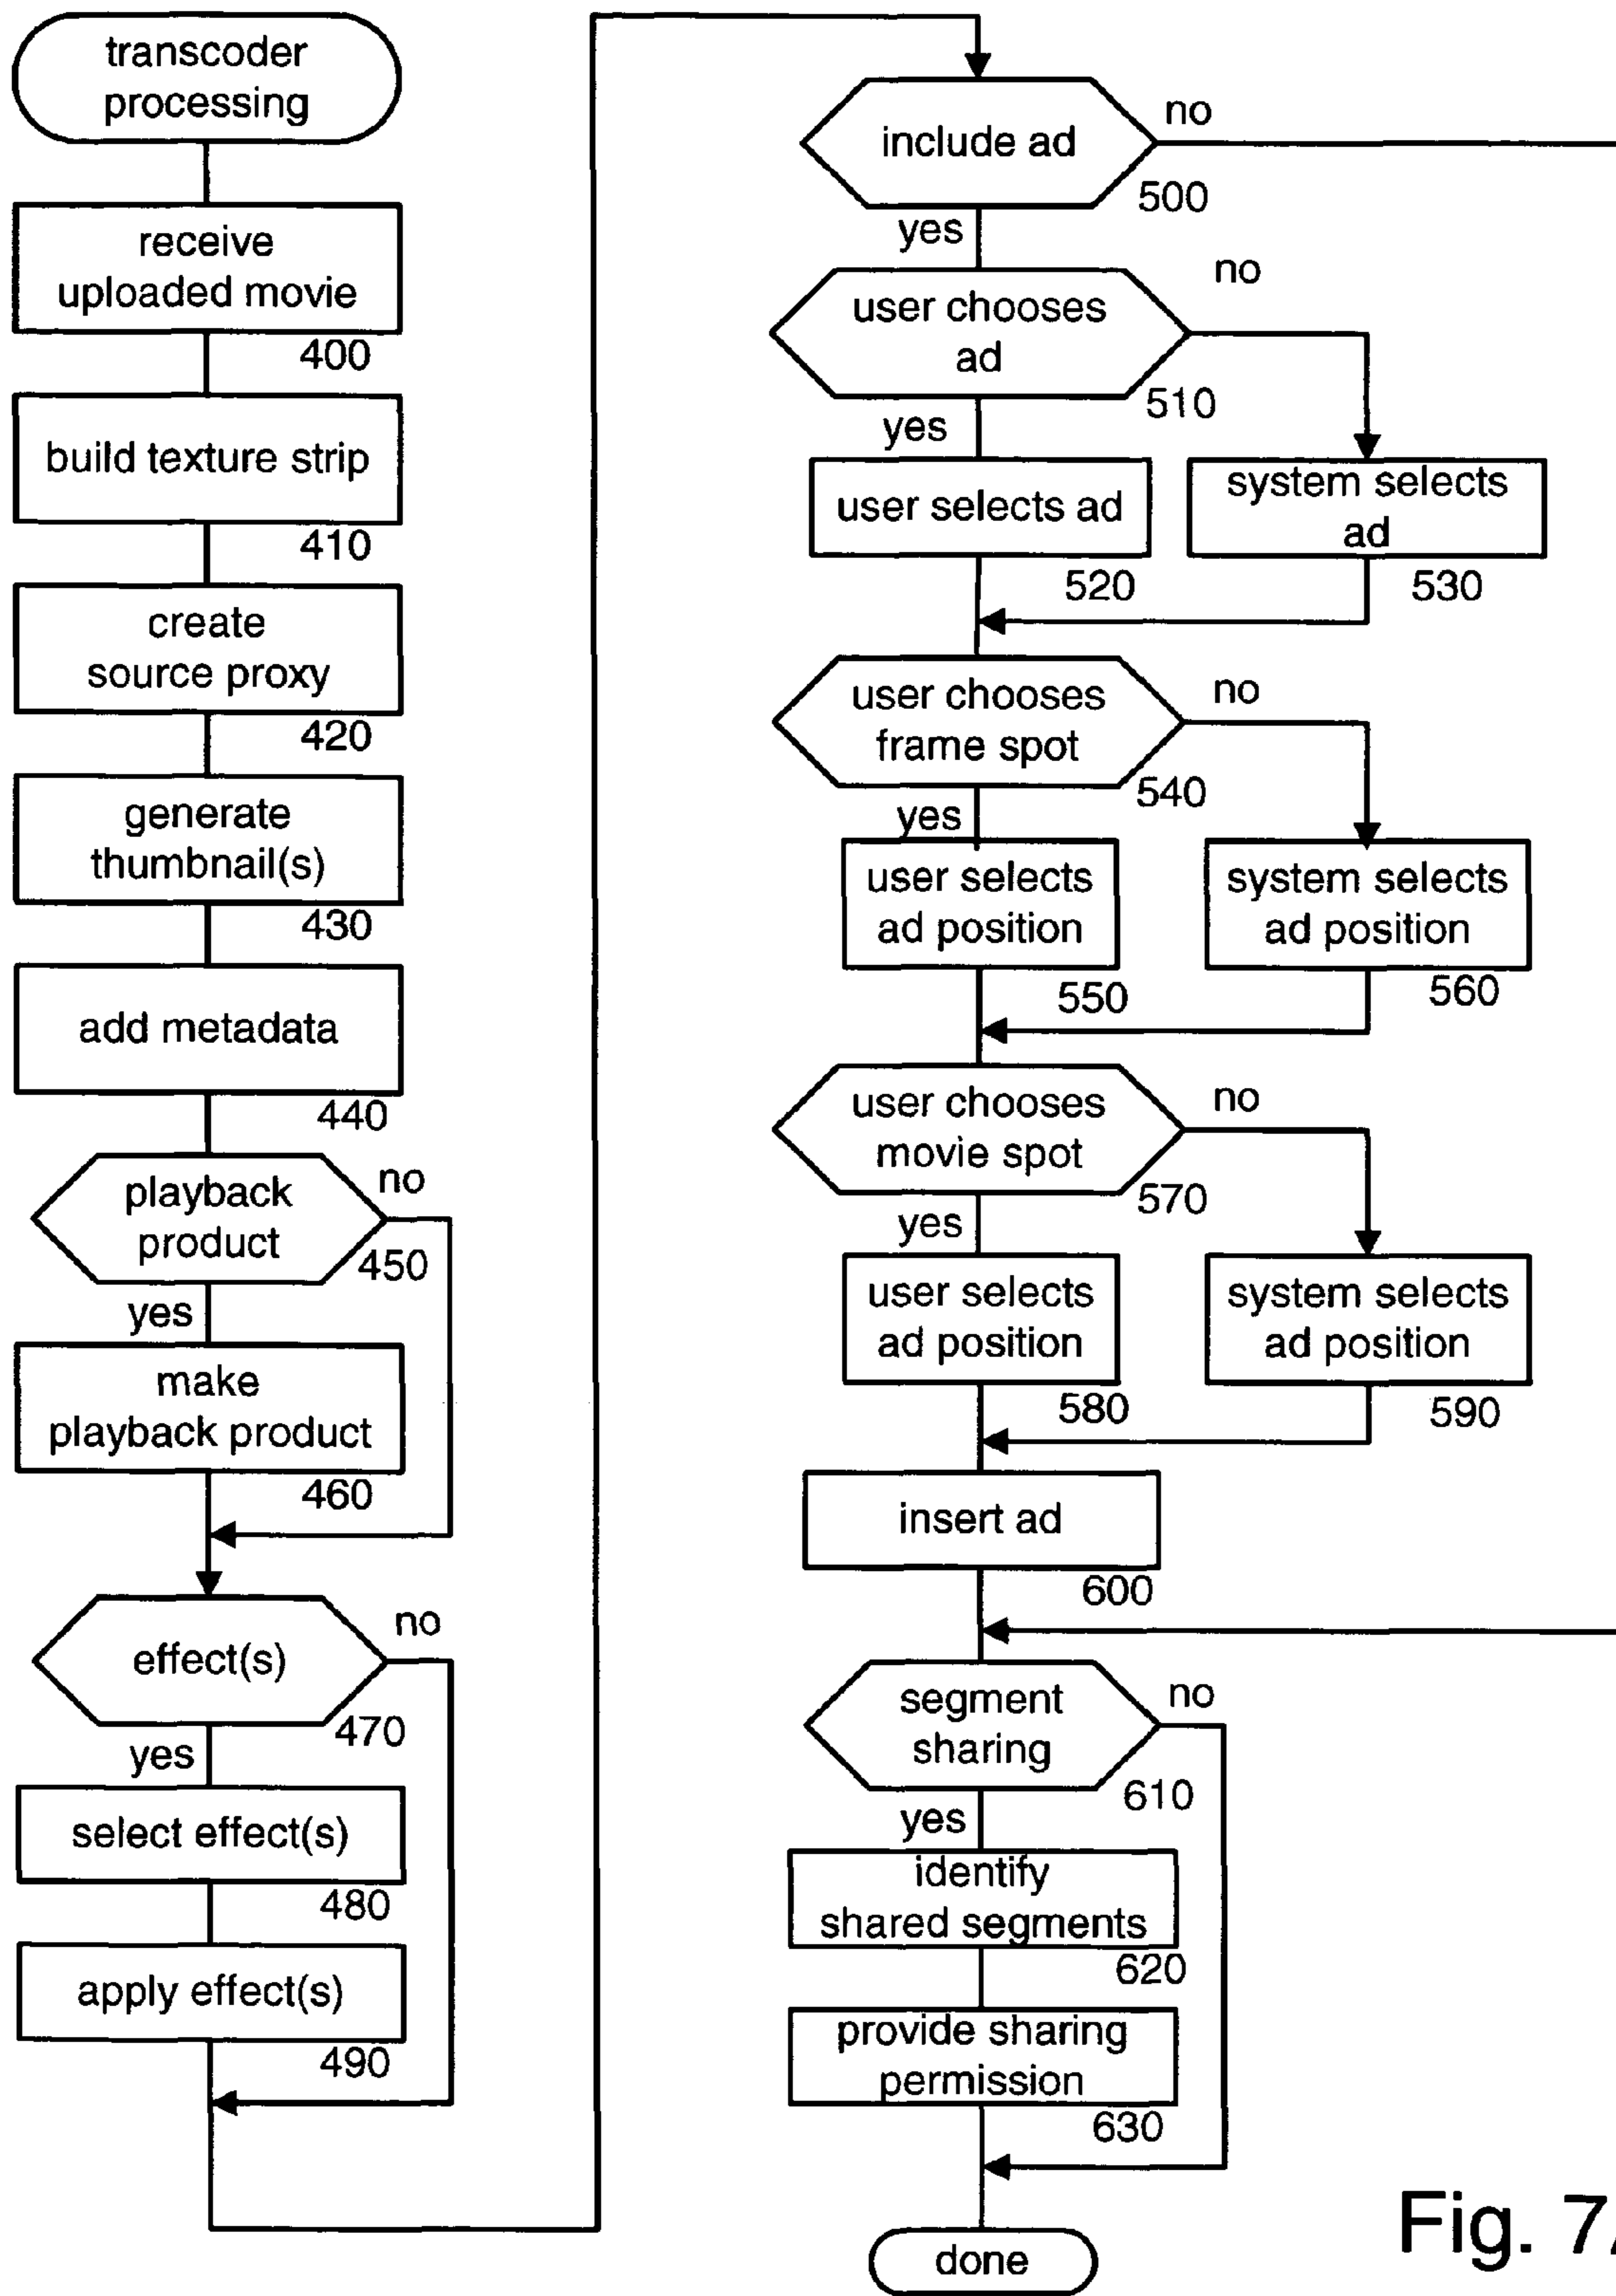 transcoder
processing
receive
uploaded movie
400
build texture strip
410
create
source proxy
420
generate
thumbnail(s)
430
add metadata
440
playback
product
no
450
yes
make
playback product
460
effect(s)
no
470
yes
select effect(s)
480
apply effect(s)
490
include ad
no
500
yes
user chooses
ad
no
510
yes
user selects ad
520
system selects
ad
530
user chooses
frame spot
no
540
yes
user selects
ad position
550
system selects
ad position
560
user chooses
movie spot
no
570
yes
user selects
ad position
580
system selects
ad position
590
insert ad
600
segment
sharing
no
610
yes
identify
shared segments
620
provide sharing
permission
630
done
Fig. 7